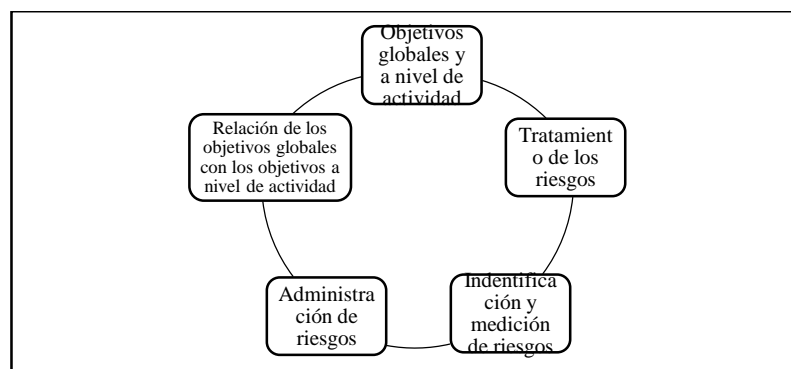 Objetivos
globales y
a nivel de
actividad
Tratamient
o de los
riesgos
Indentifica
ción y
medición
de riesgos
Administra
ción de
riesgos
Relación de los
objetivos globales
con los objetivos a
nivel de actividad